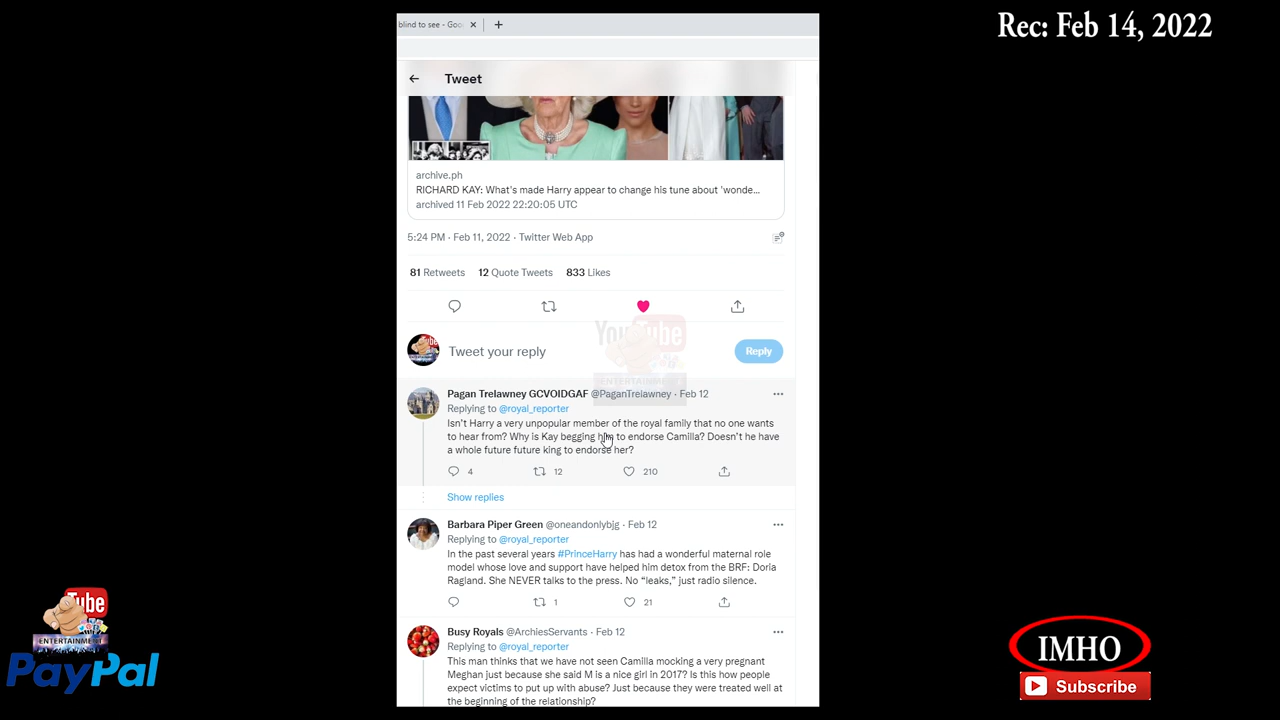 Rec: Feb 14, 2022
blind to see - Goo
Tweet
archive.ph
RICHARD KAY: What's made Harry appear to change his tune about 'wonde...
archived 11 Feb 2022 22:20:05 UTC
5:24 PM · Feb 11, 2022 · Twitter Web App
81 Retweets 12 Quote Tweets 833 Likes
YouTube
Tweet your reply
Reply
ENTERTAINMENT
Pagan Trelawney GCVOIDGAF @PaganTrelawney · Feb 12
Replying to @royal_reporter
Isn't Harry a very unpopular member of the royal family that no one wants
to hear from? Why is Kay begging him to endorse Camilla? Doesn't he have
a whole future future king to endorse her?
4 12 210
Show replies
Barbara Piper Green @oneandonlybjg · Feb 12
Replying to @royal_reporter
In the past several years #PrinceHarry has had a wonderful maternal role
model whose love and support have helped him detox from the BRF: Doria
Ragland. She NEVER talks to the press. No “leaks,” just radio silence.
1 21
Busy Royals @ArchiesServants · Feb 12
Replying to @royal_reporter
This man thinks that we have not seen Camilla mocking a very pregnant
Meghan just because she said M is a nice girl in 2017? Is this how people
expect victims to put up with abuse? Just because they were treated well at
the beginning of the relationship?
Tube
ENTERTAINMENT
PayPal
IMHO
Subscribe